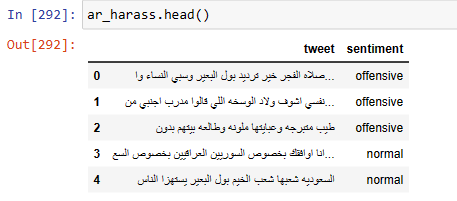 In [292]: ar_harass.head()
Out[292]:
tweet sentiment
0 صلاه الفجر خير ترديد بول البعير وسبي النساء وا... offensive
1 نفسي اشوف ولاد الوسخه اللي قالوا مدرب اجنبي من... offensive
2 طيب متبرجه وعبايتها ملونه وطالعه بيتهم بدون offensive
3 انا اوافقك بخصوص السوريين العراقيين بخصوص السع... normal
4 السعوديه شعبها شعب الخيم بول البعير يستهزا الناس normal